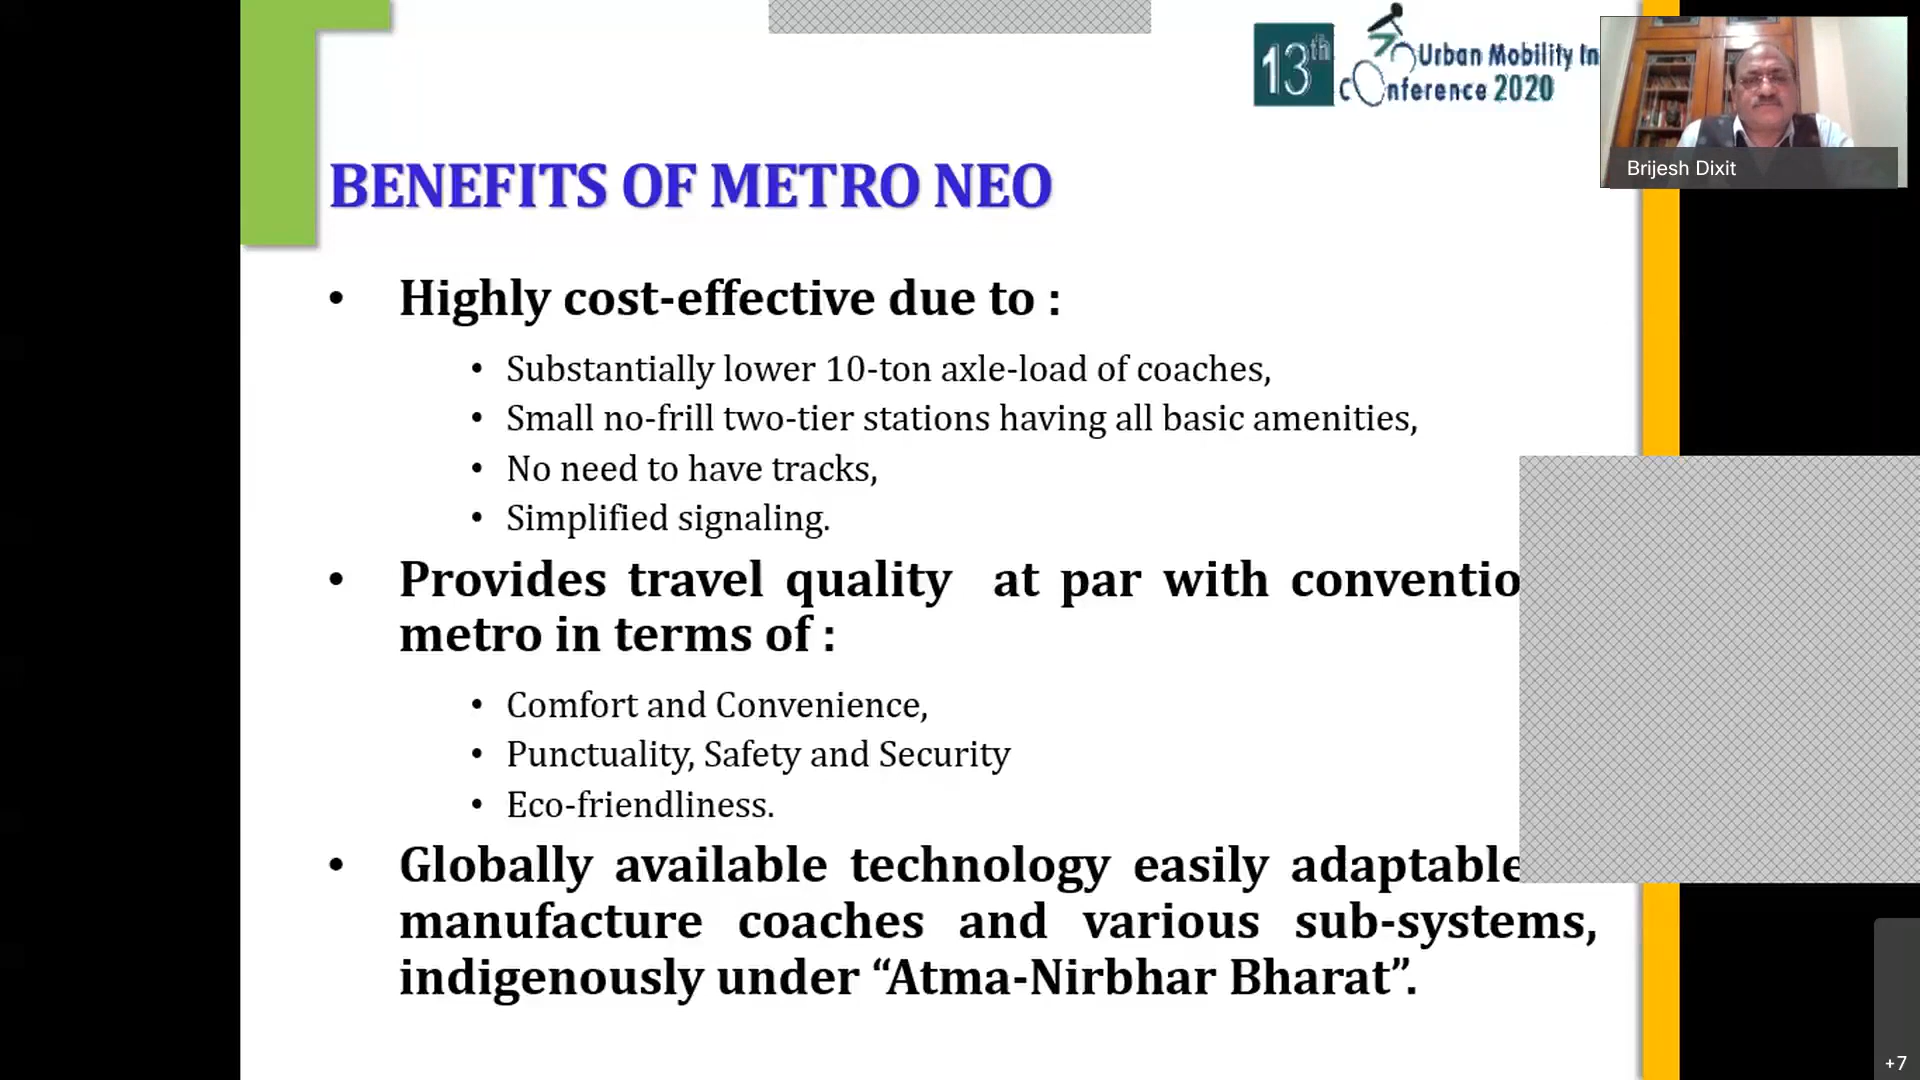 13th Urban Mobility In
Conference 2020
Brijesh Dixit
BENEFITS OF METRO NEO
• Highly cost-effective due to :
• Substantially lower 10-ton axle-load of coaches,
• Small no-frill two-tier stations having all basic amenities,
• No need to have tracks,
• Simplified signaling.
• Provides travel quality at par with conventio
metro in terms of :
• Comfort and Convenience,
• Punctuality, Safety and Security
• Eco-friendliness.
• Globally available technology easily adaptable
manufacture coaches and various sub-systems,
indigenously under “Atma-Nirbhar Bharat”.
+7